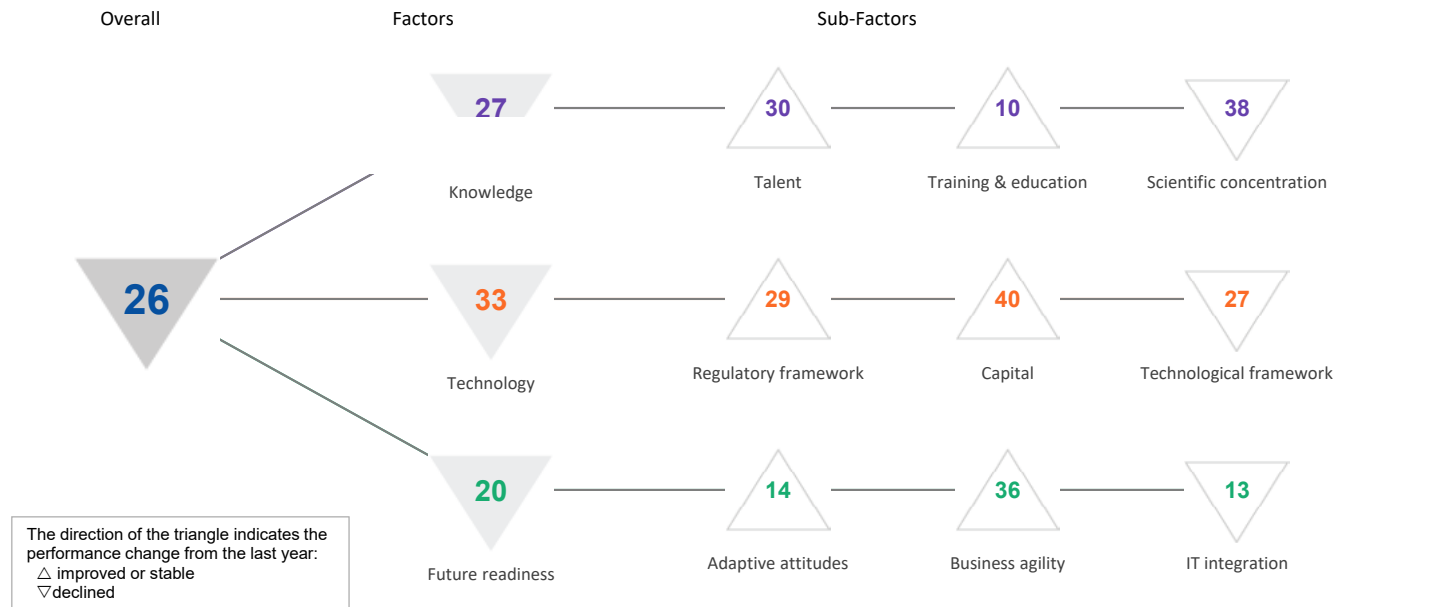 Overall
Factors
Sub-Factors
27
30
10
38
Knowledge
Talent
Training & education
Scientific concentration
26
33
29
40
27
Technology
Regulatory framework
Capital
Technological framework
20
14
36
13
Future readiness
Adaptive attitudes
Business agility
IT integration
The direction of the triangle indicates the
performance change from the last year:
△ improved or stable
▽declined